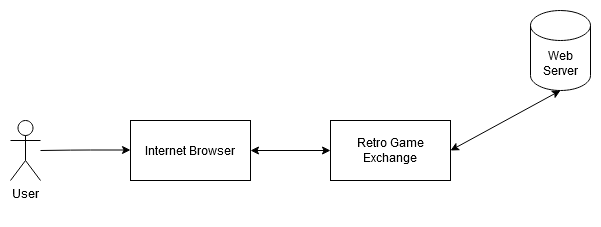 Web
Server
Internet Browser
Retro Game
Exchange
User